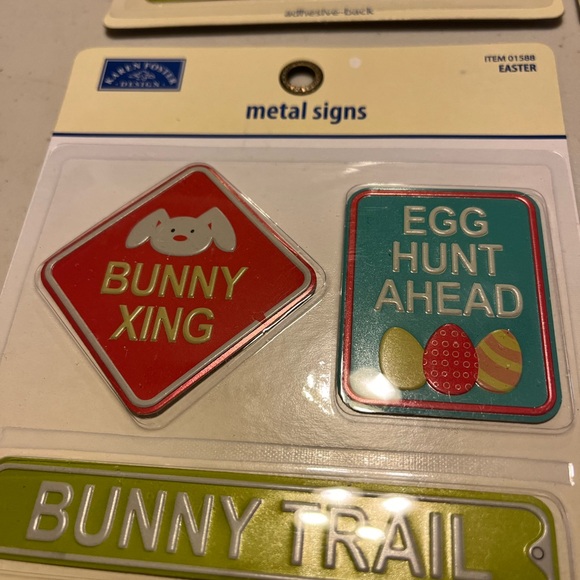 adhesive-back
KAREN FOSTER
DESIGN
ITEM 01588
EASTER
metal signs
BUNNY
XING
EGG
HUNT
AHEAD
BUNNY TRAIL